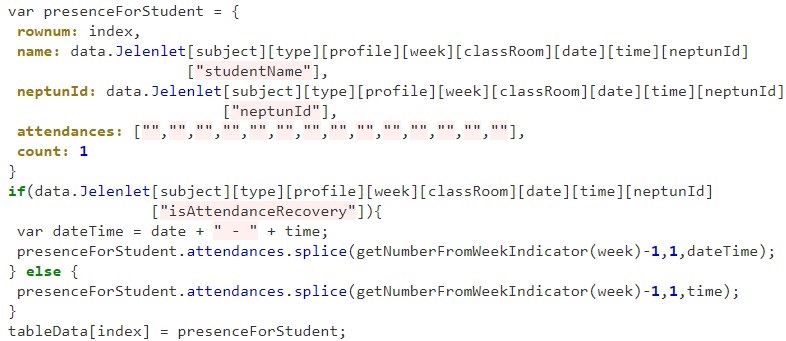 var presenceForStudent = {
rownum: index,
name: data.Jelenlet[subject][type][profile][week][classRoom][date][time][neptunId]
["studentName"],
neptunId: data.Jelenlet[subject][type][profile][week][classRoom][date][time][neptunId]
["neptunId"],
attendances: ["","","","","","","","","","","","","",""],
count: 1
}
if(data.Jelenlet[subject][type][profile][week][classRoom][date][time][neptunId]
["isAttendanceRecovery"]){
var dateTime = date + " - " + time;
presenceForStudent.attendances.splice(getNumberFromWeekIndicator(week)-1,1,dateTime);
} else {
presenceForStudent.attendances.splice(getNumberFromWeekIndicator(week)-1,1,time);
}
tableData[index] = presenceForStudent;